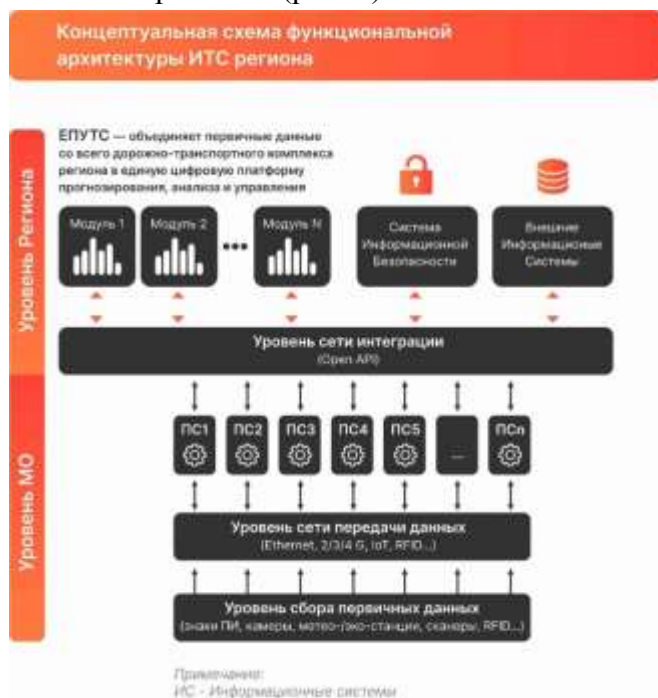 Концептуальная схема функциональной
архитектуры ИТС региона
Уровень Региона
ЕПУТС — объединяет первичные данные
со всего дорожно-транспортного комплекса
региона в единую цифровую платформу
прогнозирования, анализа и управления
Модуль 1
Модуль 2
•••
Модуль N
Система
Информационной
Безопасности
Внешние
Информационые
Системы
Уровень сети интеграции
(Open API)
Уровень МО
ПС1
ПС2
ПС3
ПС4
ПС5
...
ПСn
Уровень сети передачи данных
(Ethernet, 2/3/4 G, IoT, RFID...)
Уровень сбора первичных данных
(знаки ПИ, камеры, метео-/эко-станции, сканеры, RFID...)
Примечание:
ИС - Информационные системы